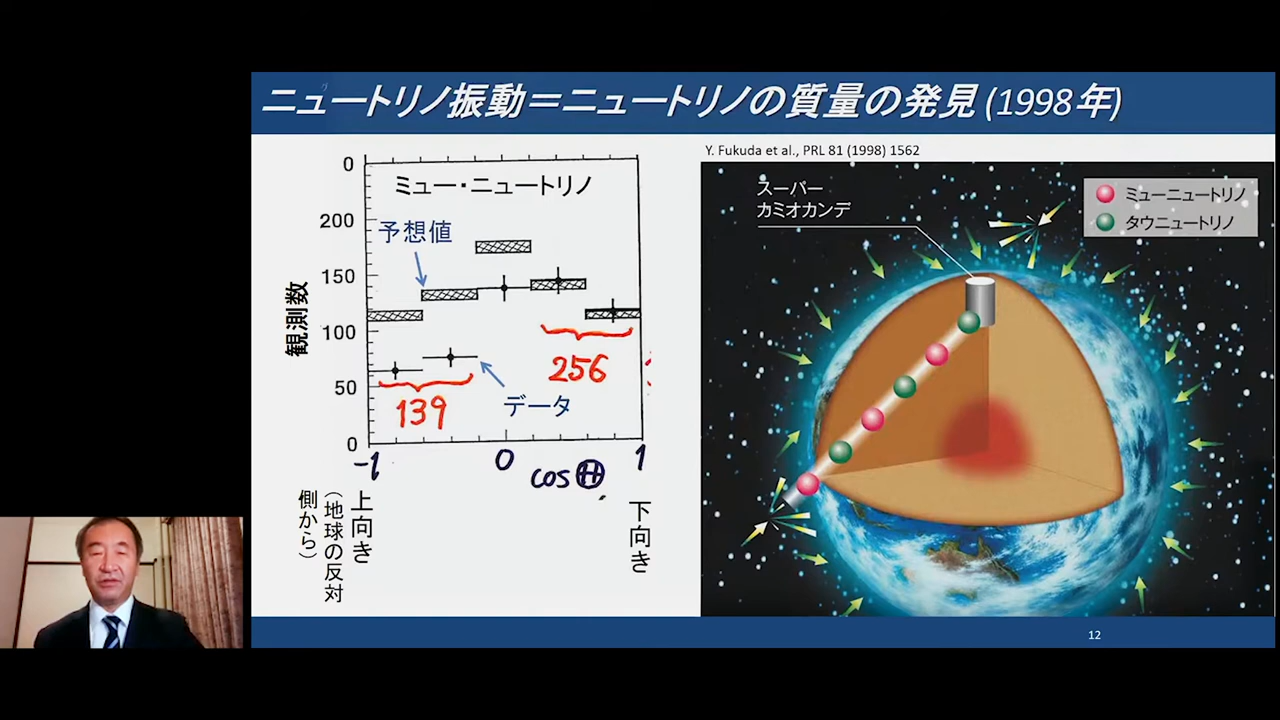 ニュートリノ振動＝ニュートリノの質量の発見 (1998年)
Y. Fukuda et al., PRL 81 (1998) 1562
0
200
150
100
50
0
観測数
ミュー・ニュートリノ
予想値
256
139
データ
-1
0
1
cos Θ
上向き
（地球の反対
側から）
下向き
スーパー
カミオカンデ
ミューニュートリノ
タウニュートリノ
12